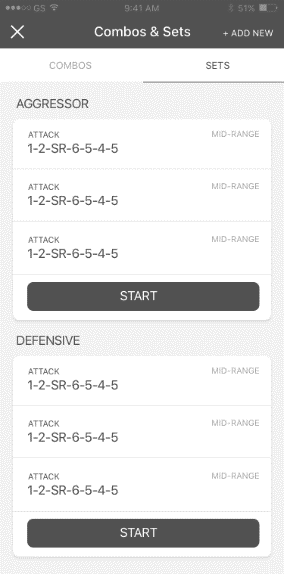 GS 9:41 AM 51%
Combos & Sets + ADD NEW
COMBOS SETS
AGGRESSOR
ATTACK MID-RANGE
1-2-SR-6-5-4-5
ATTACK MID-RANGE
1-2-SR-6-5-4-5
ATTACK MID-RANGE
1-2-SR-6-5-4-5
START
DEFENSIVE
ATTACK MID-RANGE
1-2-SR-6-5-4-5
ATTACK MID-RANGE
1-2-SR-6-5-4-5
ATTACK MID-RANGE
1-2-SR-6-5-4-5
START